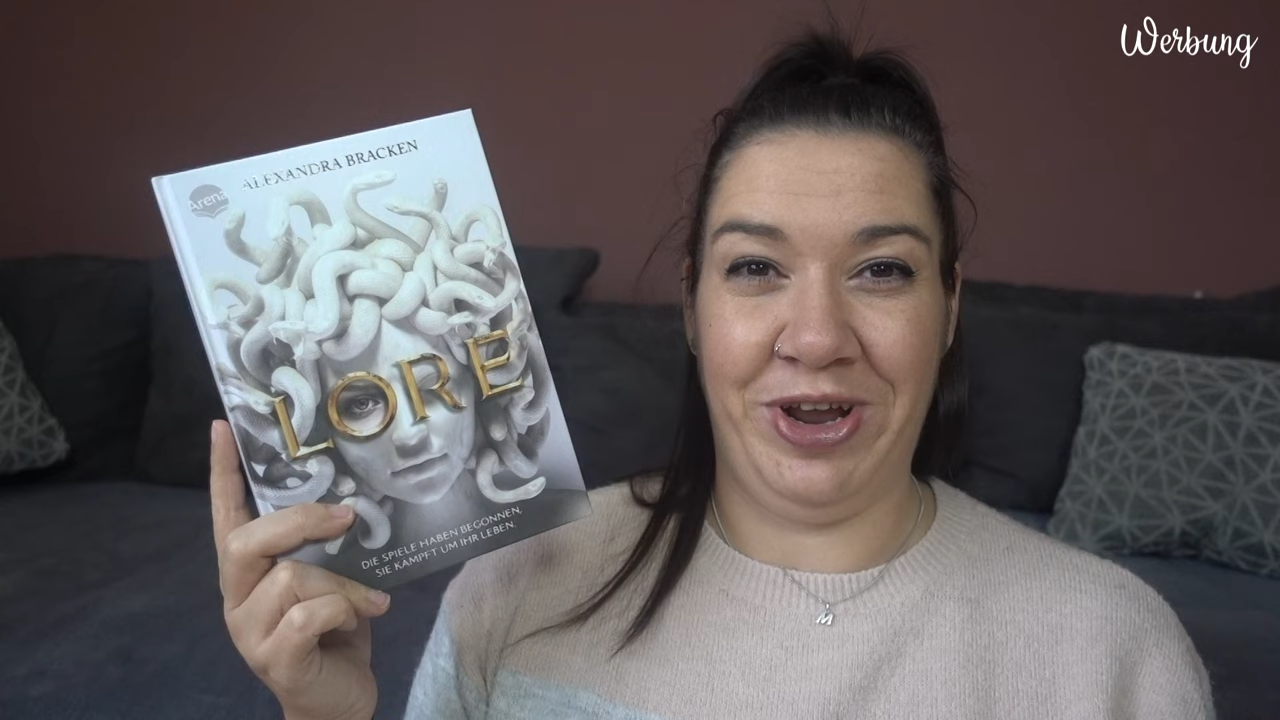 Werbung
ALEXANDRA BRACKEN
Arena
LORE
DIE SPIELE HABEN BEGONNEN,
SIE KÄMPFT UM IHR LEBEN.
M